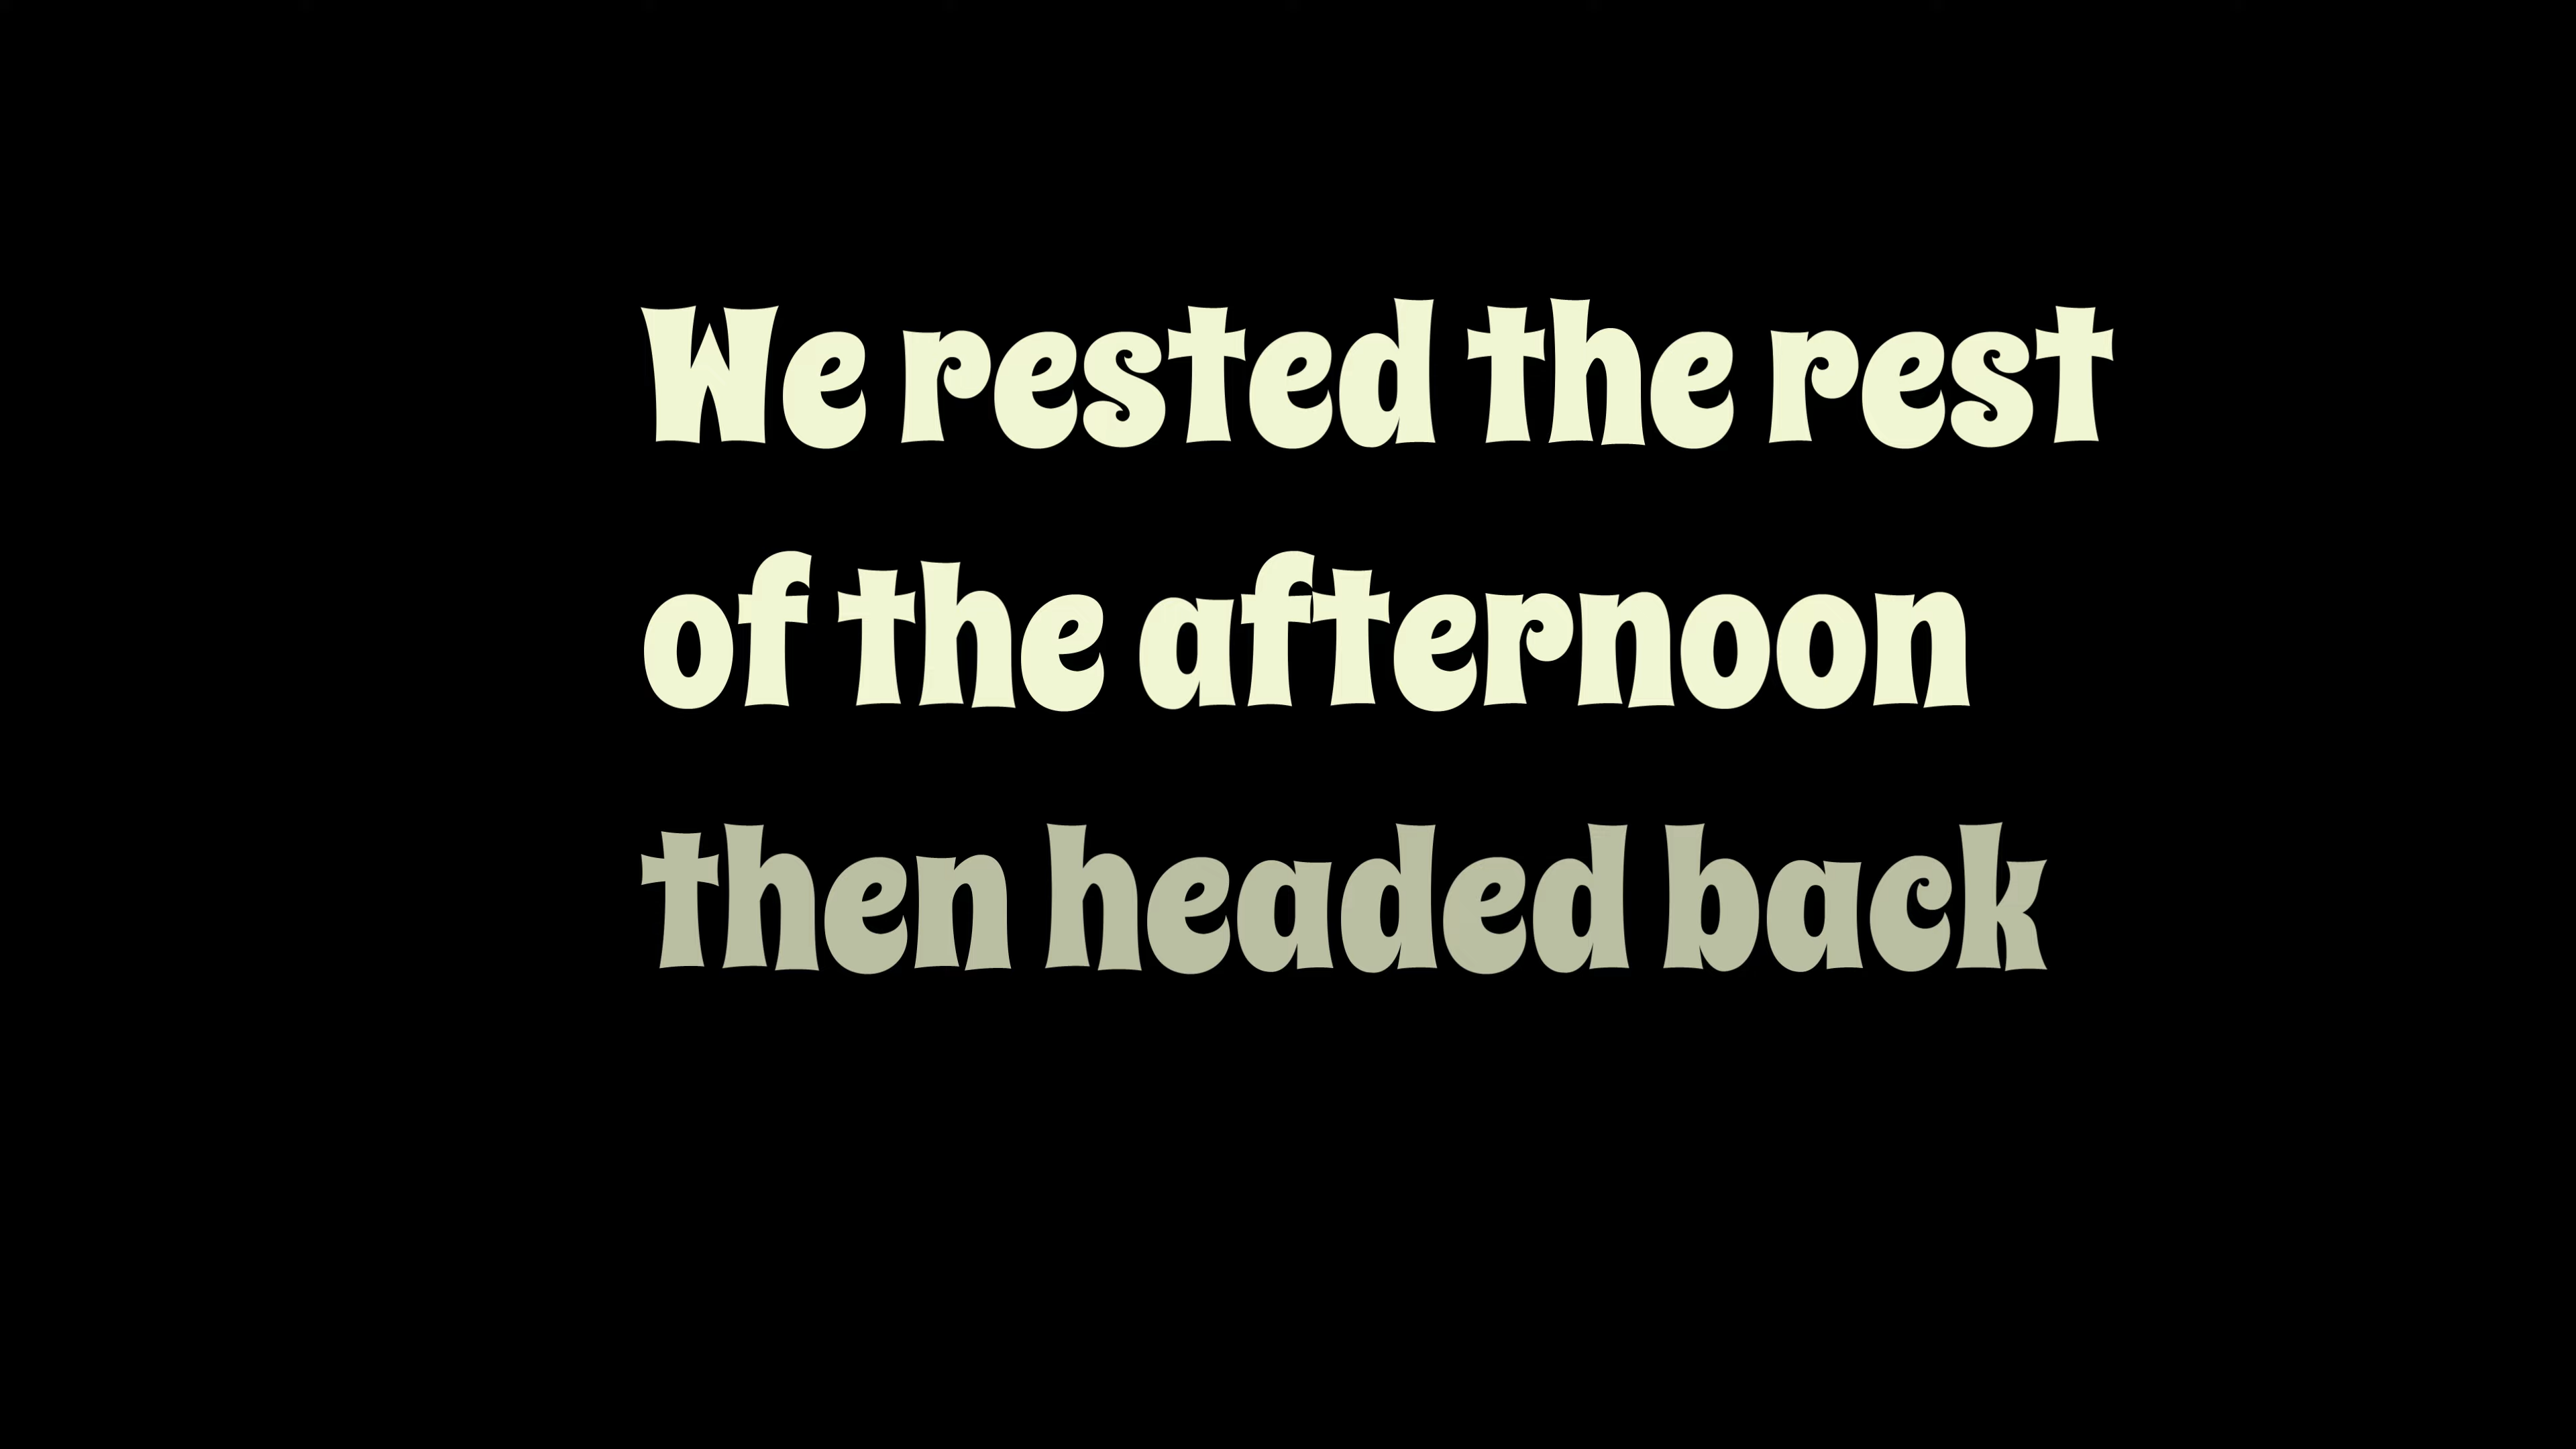 We rested the rest
of the afternoon
then headed back